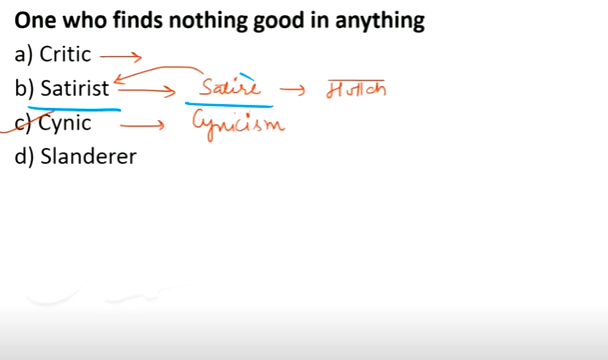 One who finds nothing good in anything
a) Critic →
b) Satirist → Satire →
c) Cynic → Cynicism
d) Slanderer